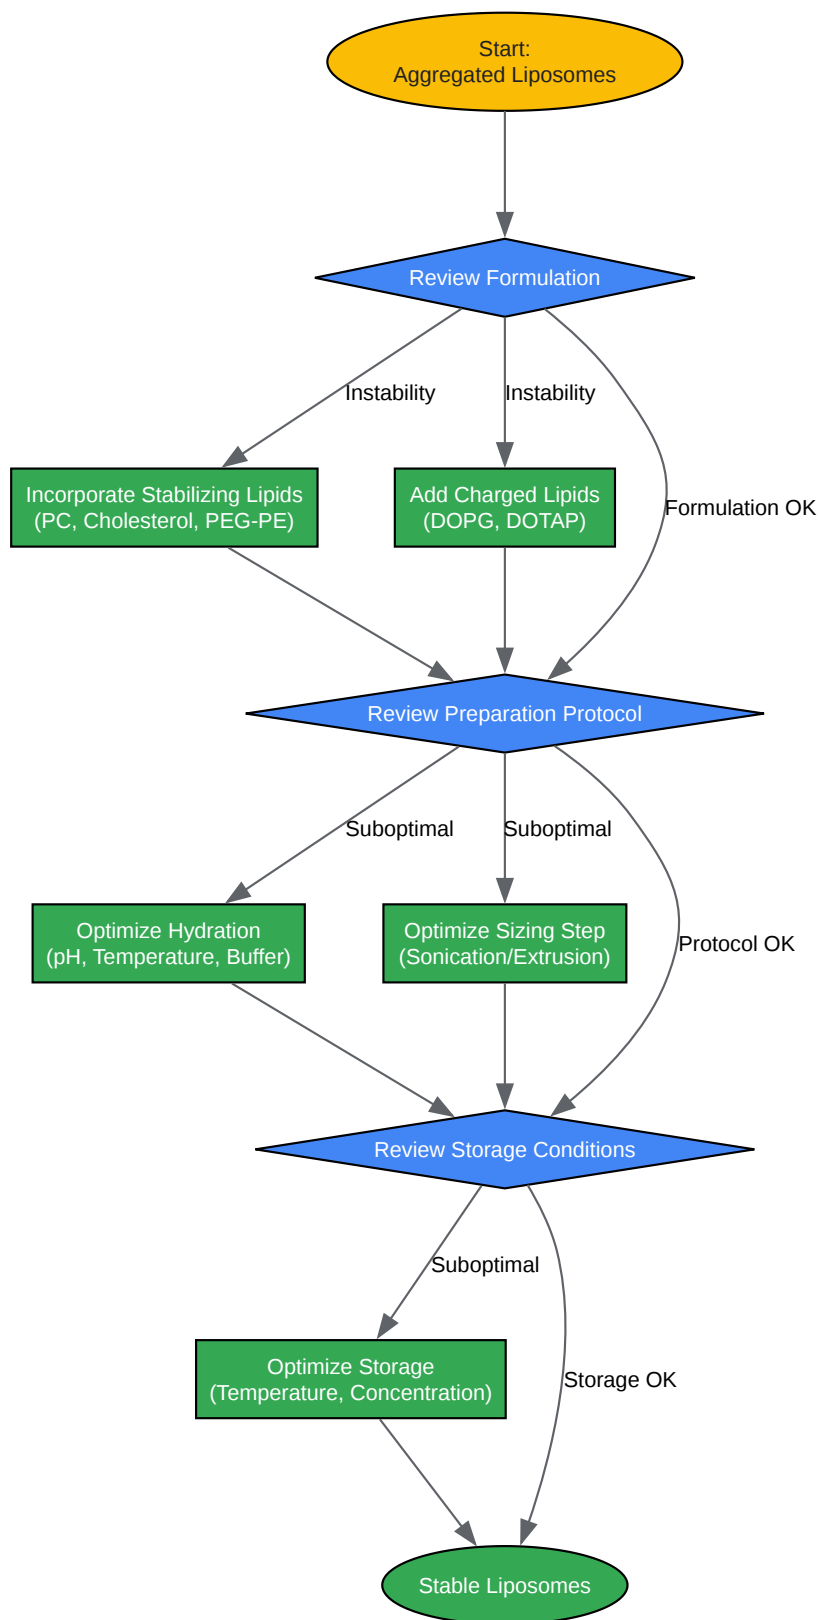 Start:
Aggregated Liposomes
Review Formulation
Instability
Instability
Incorporate Stabilizing Lipids
(PC, Cholesterol, PEG-PE)
Add Charged Lipids
(DOPG, DOTAP)
Formulation OK
Review Preparation Protocol
Suboptimal
Suboptimal
Optimize Hydration
(pH, Temperature, Buffer)
Optimize Sizing Step
(Sonication/Extrusion)
Protocol OK
Review Storage Conditions
Suboptimal
Optimize Storage
(Temperature, Concentration)
Storage OK
Stable Liposomes